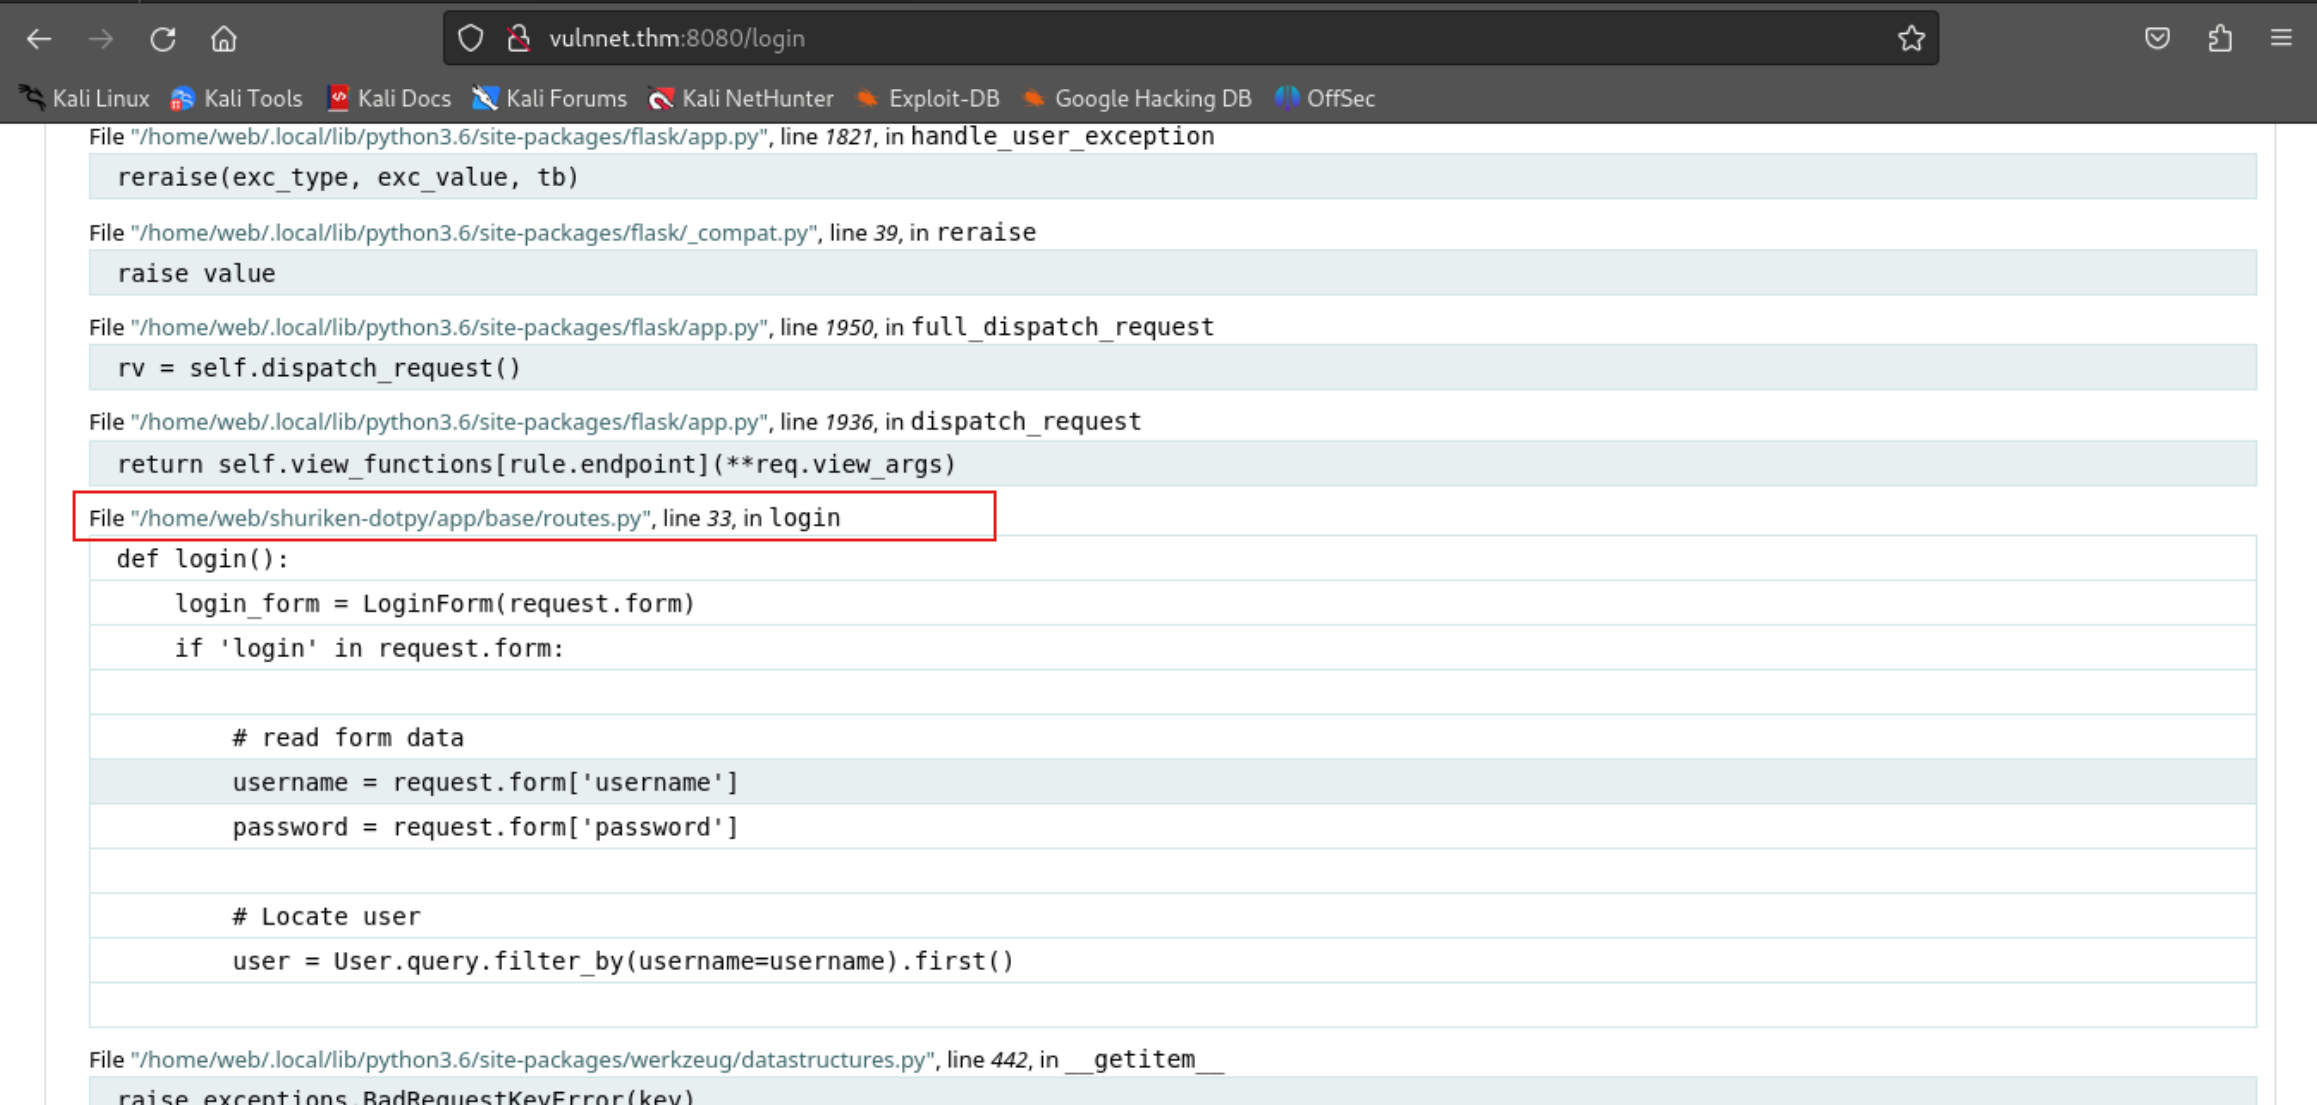 vulnnet.thm:8080/login
Kali Linux Kali Tools Kali Docs Kali Forums Kali NetHunter Exploit-DB Google Hacking DB OffSec
File "/home/web/.local/lib/python3.6/site-packages/flask/app.py", line 1821, in handle_user_exception
reraise(exc_type, exc_value, tb)
File "/home/web/.local/lib/python3.6/site-packages/flask/_compat.py", line 39, in reraise
raise value
File "/home/web/.local/lib/python3.6/site-packages/flask/app.py", line 1950, in full_dispatch_request
rv = self.dispatch_request()
File "/home/web/.local/lib/python3.6/site-packages/flask/app.py", line 1936, in dispatch_request
return self.view_functions[rule.endpoint](**req.view_args)
File "/home/web/shuriken-dotpy/app/base/routes.py", line 33, in login
def login():
login_form = LoginForm(request.form)
if 'login' in request.form:
# read form data
username = request.form['username']
password = request.form['password']
# Locate user
user = User.query.filter_by(username=username).first()
File "/home/web/.local/lib/python3.6/site-packages/werkzeug/datastructures.py", line 442, in __getitem__
raise exceptions.BadRequestKeyError(key)